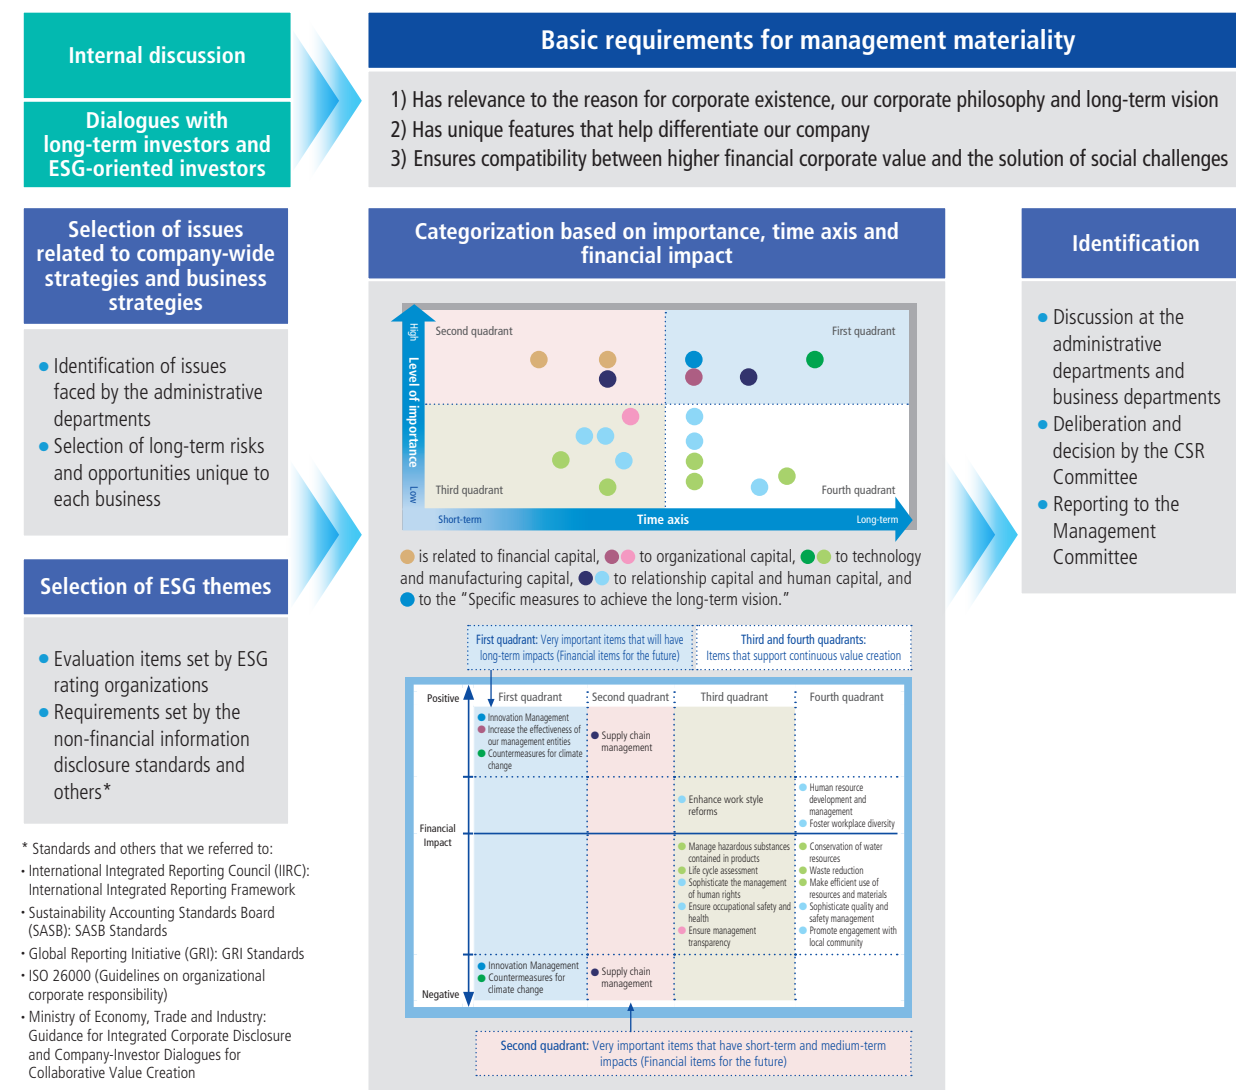 Internal discussion
Dialogues with
long-term investors and
ESG-oriented investors
Basic requirements for management materiality
1) Has relevance to the reason for corporate existence, our corporate philosophy and long-term vision
2) Has unique features that help differentiate our company
3) Ensures compatibility between higher financial corporate value and the solution of social challenges
Selection of issues
related to company-wide
strategies and business
strategies
• Identification of issues
faced by the administrative
departments
• Selection of long-term risks
and opportunities unique to
each business
Selection of ESG themes
• Evaluation items set by ESG
rating organizations
• Requirements set by the
non-financial information
disclosure standards and
others*
* Standards and others that we referred to:
• International Integrated Reporting Council (IIRC):
International Integrated Reporting Framework
• Sustainability Accounting Standards Board
(SASB): SASB Standards
• Global Reporting Initiative (GRI): GRI Standards
• ISO 26000 (Guidelines on organizational
corporate responsibility)
• Ministry of Economy, Trade and Industry:
Guidance for Integrated Corporate Disclosure
and Company-Investor Dialogues for
Collaborative Value Creation
Categorization based on importance, time axis and
financial impact
High
Level of importance
Low
Second quadrant
First quadrant
Third quadrant
Fourth quadrant
Short-term
Time axis
Long-term
is related to financial capital, to organizational capital, to technology
and manufacturing capital, to relationship capital and human capital, and
to the “Specific measures to achieve the long-term vision.”
First quadrant: Very important items that will have
long-term impacts (Financial items for the future)
Third and fourth quadrants:
Items that support continuous value creation
Positive
Financial
Impact
Negative
First quadrant
Second quadrant
Third quadrant
Fourth quadrant
Innovation Management
Increase the effectiveness of
our management entities
Countermeasures for climate
change
Supply chain
management
Enhance work style
reforms
Human resource
development and
management
Foster workplace diversity
Manage hazardous substances
contained in products
Life cycle assessment
Sophisticate the management
of human rights
Ensure occupational safety and
health
Ensure management
transparency
Conservation of water
resources
Waste reduction
Make efficient use of
resources and materials
Sophisticate quality and
safety management
Promote engagement with
local community
Innovation Management
Countermeasures for
climate change
Supply chain
management
Second quadrant: Very important items that have short-term and medium-term
impacts (Financial items for the future)
Identification
• Discussion at the
administrative
departments and
business departments
• Deliberation and
decision by the CSR
Committee
• Reporting to the
Management
Committee